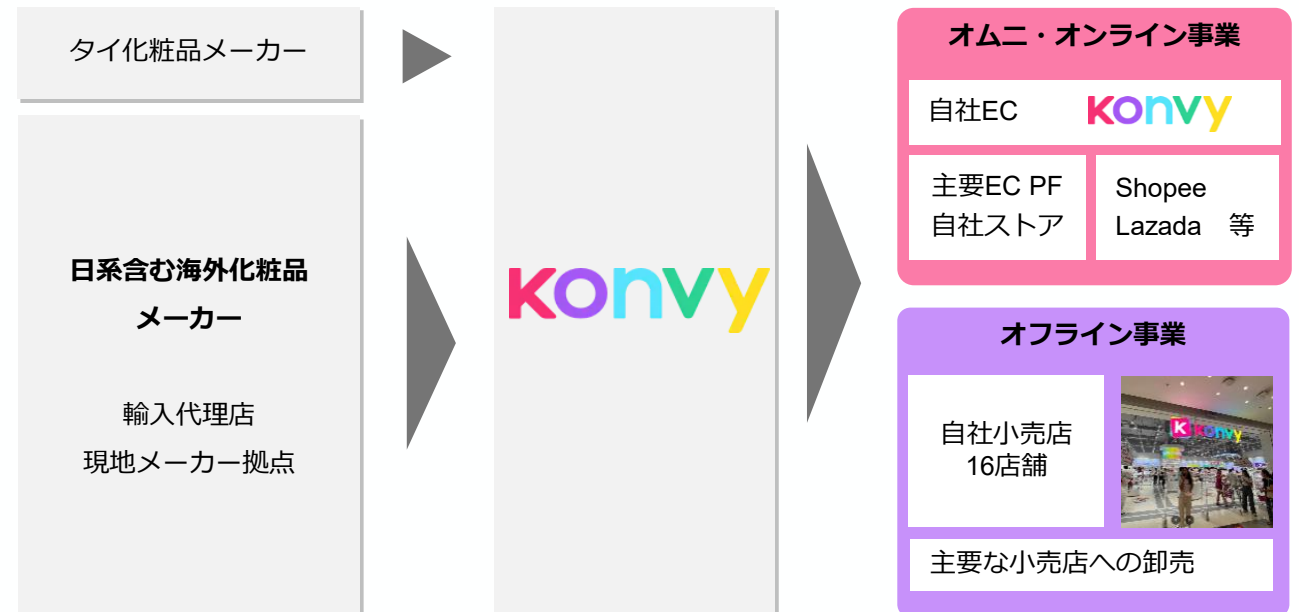 タイ化粧品メーカー
日系含む海外化粧品
メーカー
輸入代理店
現地メーカー拠点
konvy
オムニ・オンライン事業
自社EC konvy
主要EC PF
自社ストア
Shopee
Lazada 等
オフライン事業
自社小売店
16店舗
K konvy
主要な小売店への卸売